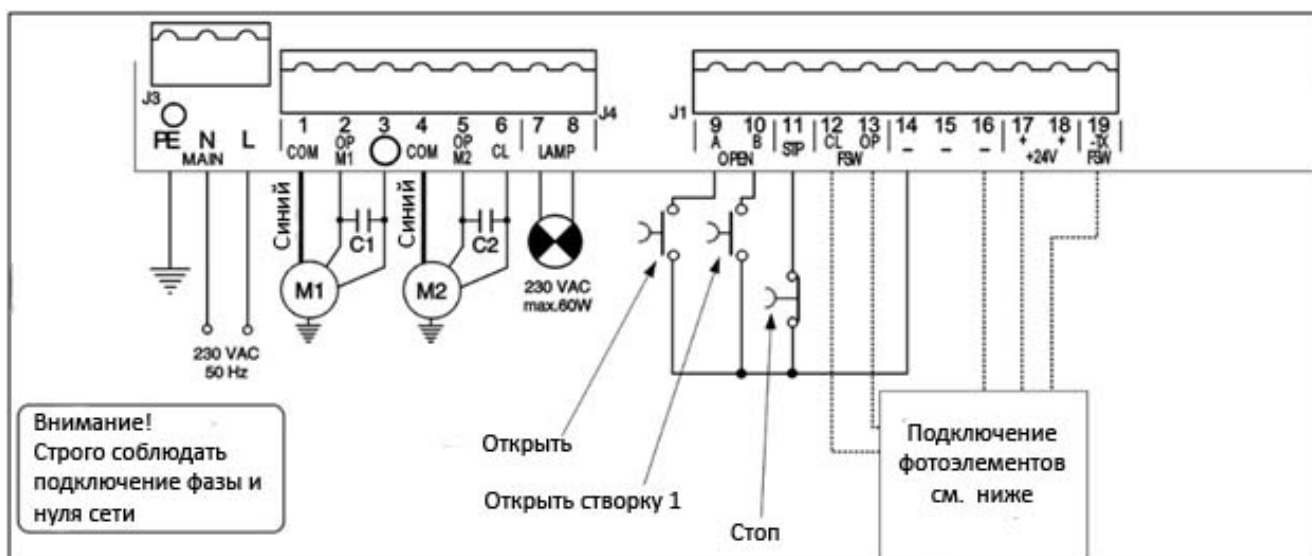 J3
PE N L
MAIN
J4
1 2 3 4 5 6 7 8
COM OP M1 COM OP M2 CL LAMP
J1
9 10 11 12 13 14 15 16 17 18 19
A B STP CL OP – – – + + -TX
OPEN FSW +24V FSW
Синий
Синий
C1
C2
M1
M2
230 VAC
max.60W
230 VAC
50 Hz
Внимание!
Строго соблюдать
подключение фазы и
нуля сети
Открыть
Открыть створку 1
Стоп
Подключение
фотоэлементов
см. ниже